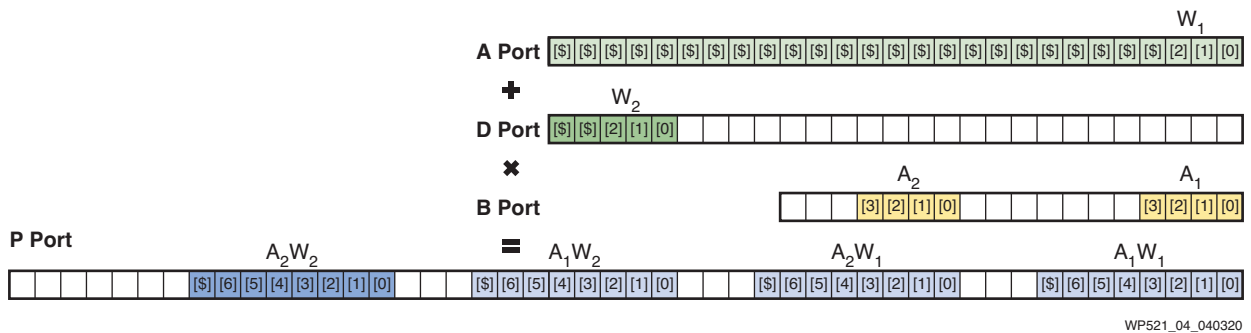 W₁
A Port [$] [$] [$] [$] [$] [$] [$] [$] [$] [$] [$] [$] [$] [$] [$] [$] [$] [$] [$] [$] [$] [$] [$] [$] [2] [1] [0]
+
W₂
D Port [$] [$] [2] [1] [0]
×
A₂ A₁
B Port [3] [2] [1] [0] [3] [2] [1] [0]
P Port =
A₂W₂ A₁W₂ A₂W₁ A₁W₁
[$] [6] [5] [4] [3] [2] [1] [0] [$] [6] [5] [4] [3] [2] [1] [0] [$] [6] [5] [4] [3] [2] [1] [0] [$] [6] [5] [4] [3] [2] [1] [0]
WP521_04_040320